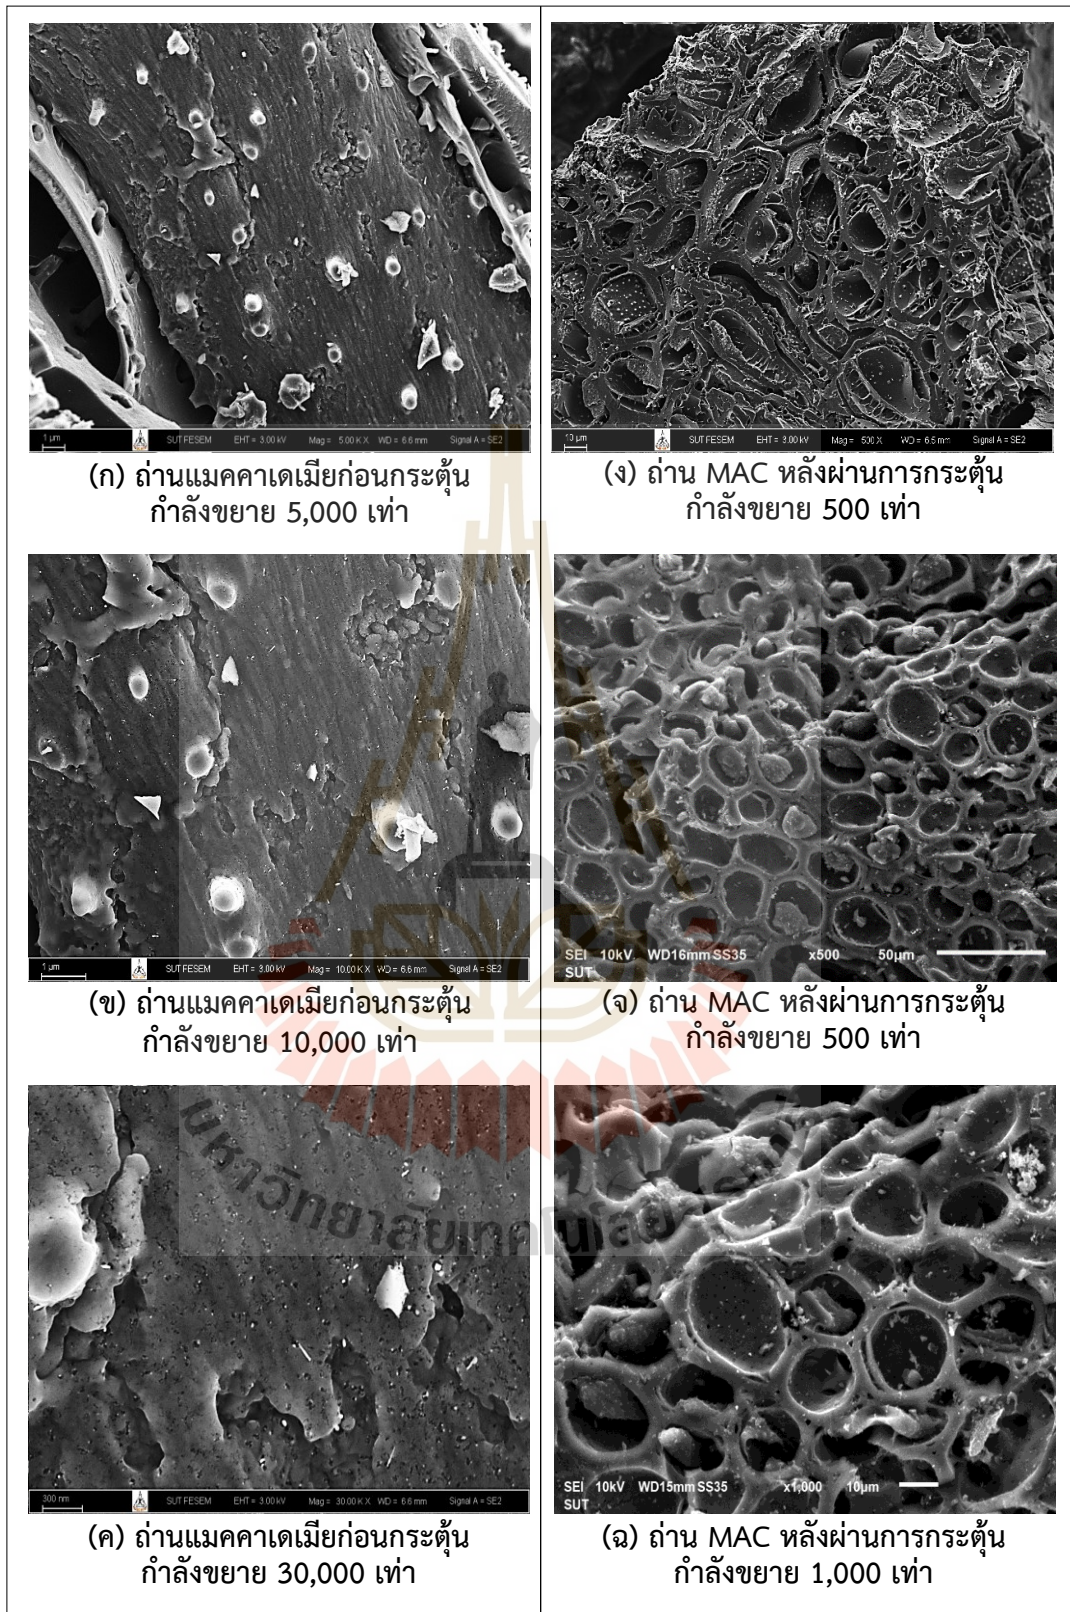 1 µm SUT FESEM EHT = 3.00 kV Mag = 5.00 K X WD = 6.6 mm Signal A = SE2
(ก) ถ่านแมคคาเดเมียก่อนกระตุ้น
กำลังขยาย 5,000 เท่า
10 µm SUT FESEM EHT = 3.00 kV Mag = 500 X WD = 6.5 mm Signal A = SE2
(ง) ถ่าน MAC หลังผ่านการกระตุ้น
กำลังขยาย 500 เท่า
1 µm SUT FESEM EHT = 3.00 kV Mag = 10.00 K X WD = 6.6 mm Signal A = SE2
(ข) ถ่านแมคคาเดเมียก่อนกระตุ้น
กำลังขยาย 10,000 เท่า
SEI 10kV WD16mm SS35 x500 50µm
SUT
(จ) ถ่าน MAC หลังผ่านการกระตุ้น
กำลังขยาย 500 เท่า
300 nm SUT FESEM EHT = 3.00 kV Mag = 30.00 K X WD = 6.6 mm Signal A = SE2
(ค) ถ่านแมคคาเดเมียก่อนกระตุ้น
กำลังขยาย 30,000 เท่า
SEI 10kV WD15mm SS35 x1,000 10µm
SUT
(ฉ) ถ่าน MAC หลังผ่านการกระตุ้น
กำลังขยาย 1,000 เท่า